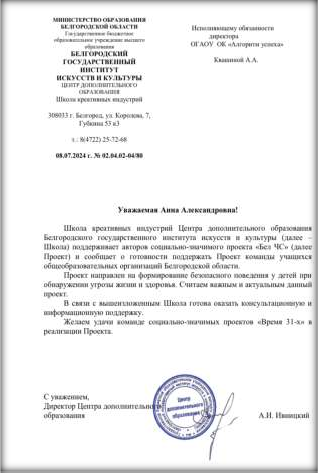 МИНИСТЕРСТВО ОБРАЗОВАНИЯ
БЕЛГОРОДСКОЙ ОБЛАСТИ
Государственное бюджетное
образовательное учреждение высшего
образования
БЕЛГОРОДСКИЙ
ГОСУДАРСТВЕННЫЙ
ИНСТИТУТ
ИСКУССТВ И КУЛЬТУРЫ
ЦЕНТР ДОПОЛНИТЕЛЬНОГО
ОБРАЗОВАНИЯ
Школа креативных индустрий
308033 г. Белгород, ул. Королева, 7,
Губкина 53 к3
т.: 8(4722) 25-72-68
08.07.2024 г. № 02.04.02-04/80
Исполняющему обязанности
директора
ОГАОУ ОК «Алгоритм успеха»
Квашиной А.А.
Уважаемая Анна Александровна!
Школа креативных индустрий Центра дополнительного образования
Белгородского государственного института искусств и культуры (далее –
Школа) поддерживает авторов социально-значимого проекта «Бел ЧС» (далее
Проект) и сообщает о готовности поддержать Проект команды учащихся
общеобразовательных организаций Белгородской области.
Проект направлен на формирование безопасного поведения у детей при
обнаружении угрозы жизни и здоровья. Считаем важным и актуальным данный
проект.
В связи с вышеизложенным Школа готова оказать консультационную и
информационную поддержку.
Желаем удачи команде социально-значимых проектов «Время 31-х» в
реализации Проекта.
С уважением,
Директор Центра дополнительного
образования
А.И. Ивницкий
Центр
дополнительного
образования